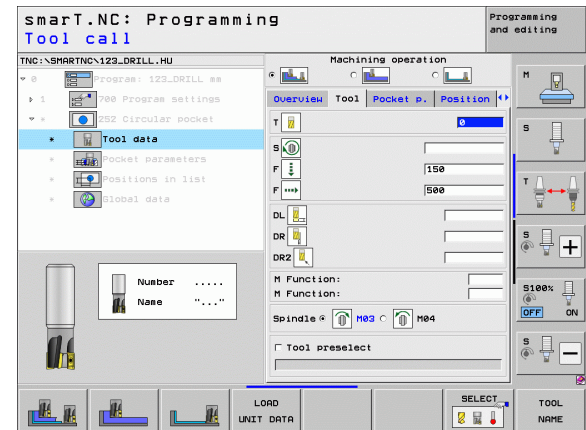 smarT.NC: Programming
Tool call
Programming
and editing
TNC:\SMARTNC\123_DRILL.HU
0 Program: 123_DRILL mm
1 700 Program settings
* 252 Circular pocket
* Tool data
* Pocket parameters
* Positions in list
* Global data
Number .....
Name "..."
Machining operation
Overview Tool Pocket p. Position
T 0
S
F 150
F 500
DL
DR
DR2
M Function:
M Function:
Spindle M03 M04
Tool preselect
M
S
T
S
+
S100%
OFF ON
S
-
LOAD
UNIT DATA
SELECT
TOOL
NAME